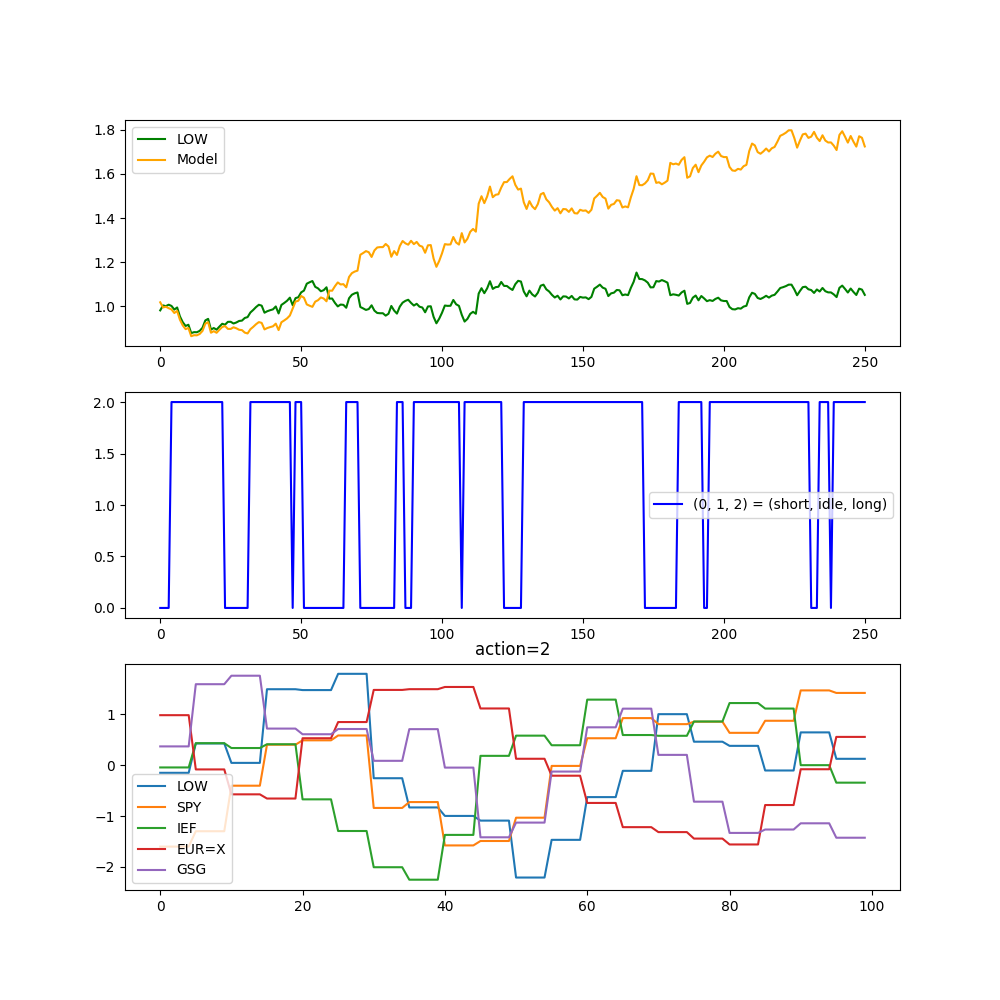 1.8
1.6
1.4
1.2
1.0
LOW
Model
0 50 100 150 200 250
2.0
1.5
1.0
0.5
0.0
(0, 1, 2) = (short, idle, long)
0 50 100 150 200 250
action=2
1
0
−1
−2
LOW
SPY
IEF
EUR=X
GSG
0 20 40 60 80 100